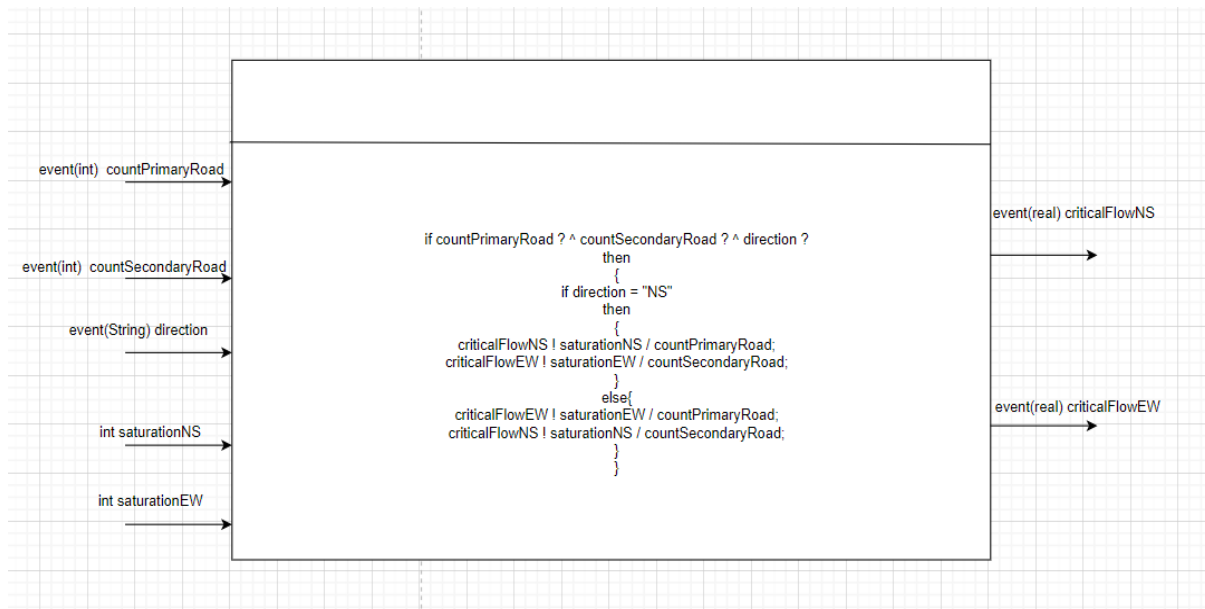 event(int) countPrimaryRoad
event(int) countSecondaryRoad
event(String) direction
int saturationNS
int saturationEW
if countPrimaryRoad ? ^ countSecondaryRoad ? ^ direction ?
then
{
if direction = "NS"
then
{
criticalFlowNS ! saturationNS / countPrimaryRoad;
criticalFlowEW ! saturationEW / countSecondaryRoad;
}
else{
criticalFlowEW ! saturationEW / countPrimaryRoad;
criticalFlowNS ! saturationNS / countSecondaryRoad;
}
}
event(real) criticalFlowNS
event(real) criticalFlowEW